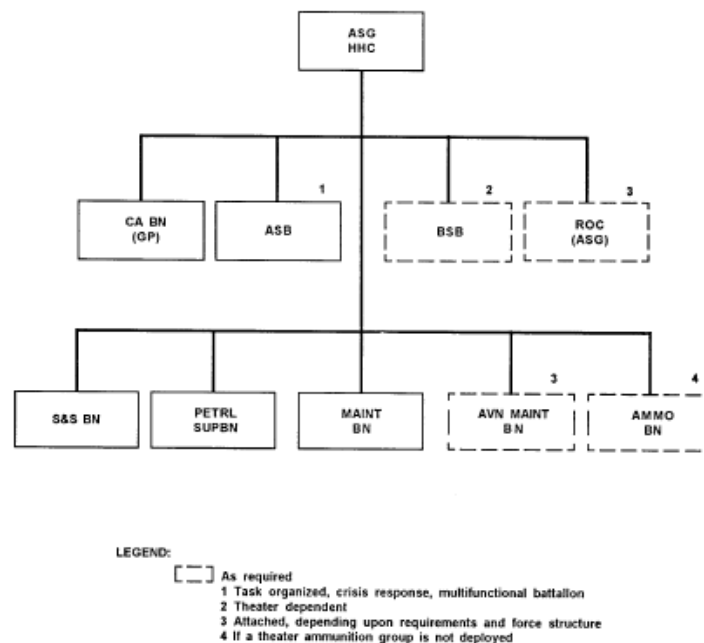 ASG
HHC
1
2
3
CA BN
(GP)
ASB
BSB
ROC
(ASG)
3
4
S&S BN
PETRL
SUPBN
MAINT
BN
AVN MAINT
BN
AMMO
BN
LEGEND:
As required
1 Task organized, crisis response, multifunctional battallon
2 Theater dependent
3 Attached, depending upon requirements and force structure
4 If a theater ammunition group is not deployed